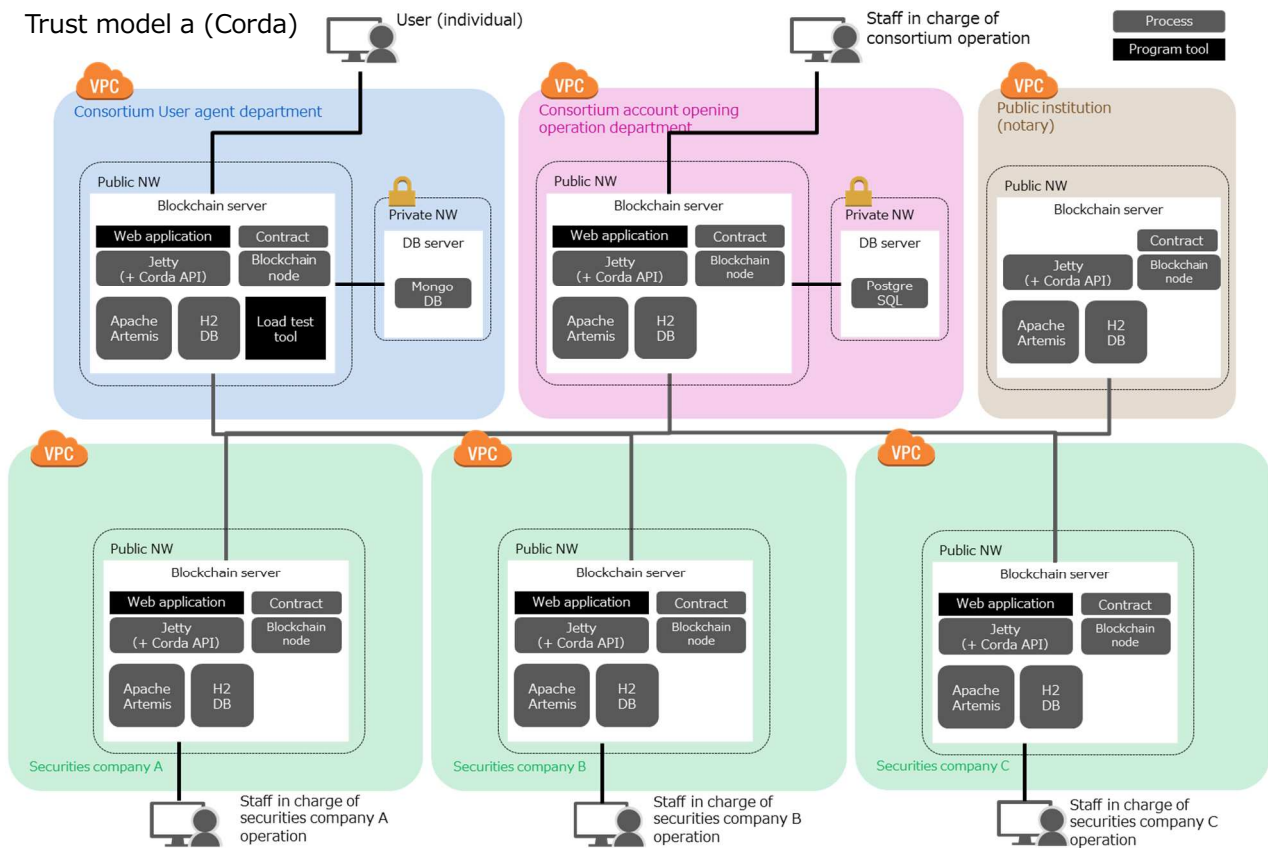 Trust model a (Corda)
User (individual)
Staff in charge of
consortium operation
Process
Program tool
VPC
Consortium User agent department
Public NW
Blockchain server
Web application
Contract
Jetty
(+ Corda API)
Blockchain
node
Apache
Artemis
H2
DB
Load test
tool
Private NW
DB server
Mongo
DB
VPC
Consortium account opening
operation department
Public NW
Blockchain server
Web application
Contract
Jetty
(+ Corda API)
Blockchain
node
Apache
Artemis
H2
DB
Private NW
DB server
Postgre
SQL
VPC
Public institution
(notary)
Public NW
Blockchain server
Contract
Jetty
(+ Corda API)
Blockchain
node
Apache
Artemis
H2
DB
VPC
Public NW
Blockchain server
Web application
Contract
Jetty
(+ Corda API)
Blockchain
node
Apache
Artemis
H2
DB
Securities company A
Staff in charge of
securities company A
operation
VPC
Public NW
Blockchain server
Web application
Contract
Jetty
(+ Corda API)
Blockchain
node
Apache
Artemis
H2
DB
Securities company B
Staff in charge of
securities company B
operation
VPC
Public NW
Blockchain server
Web application
Contract
Jetty
(+ Corda API)
Blockchain
node
Apache
Artemis
H2
DB
Securities company C
Staff in charge of
securities company C
operation